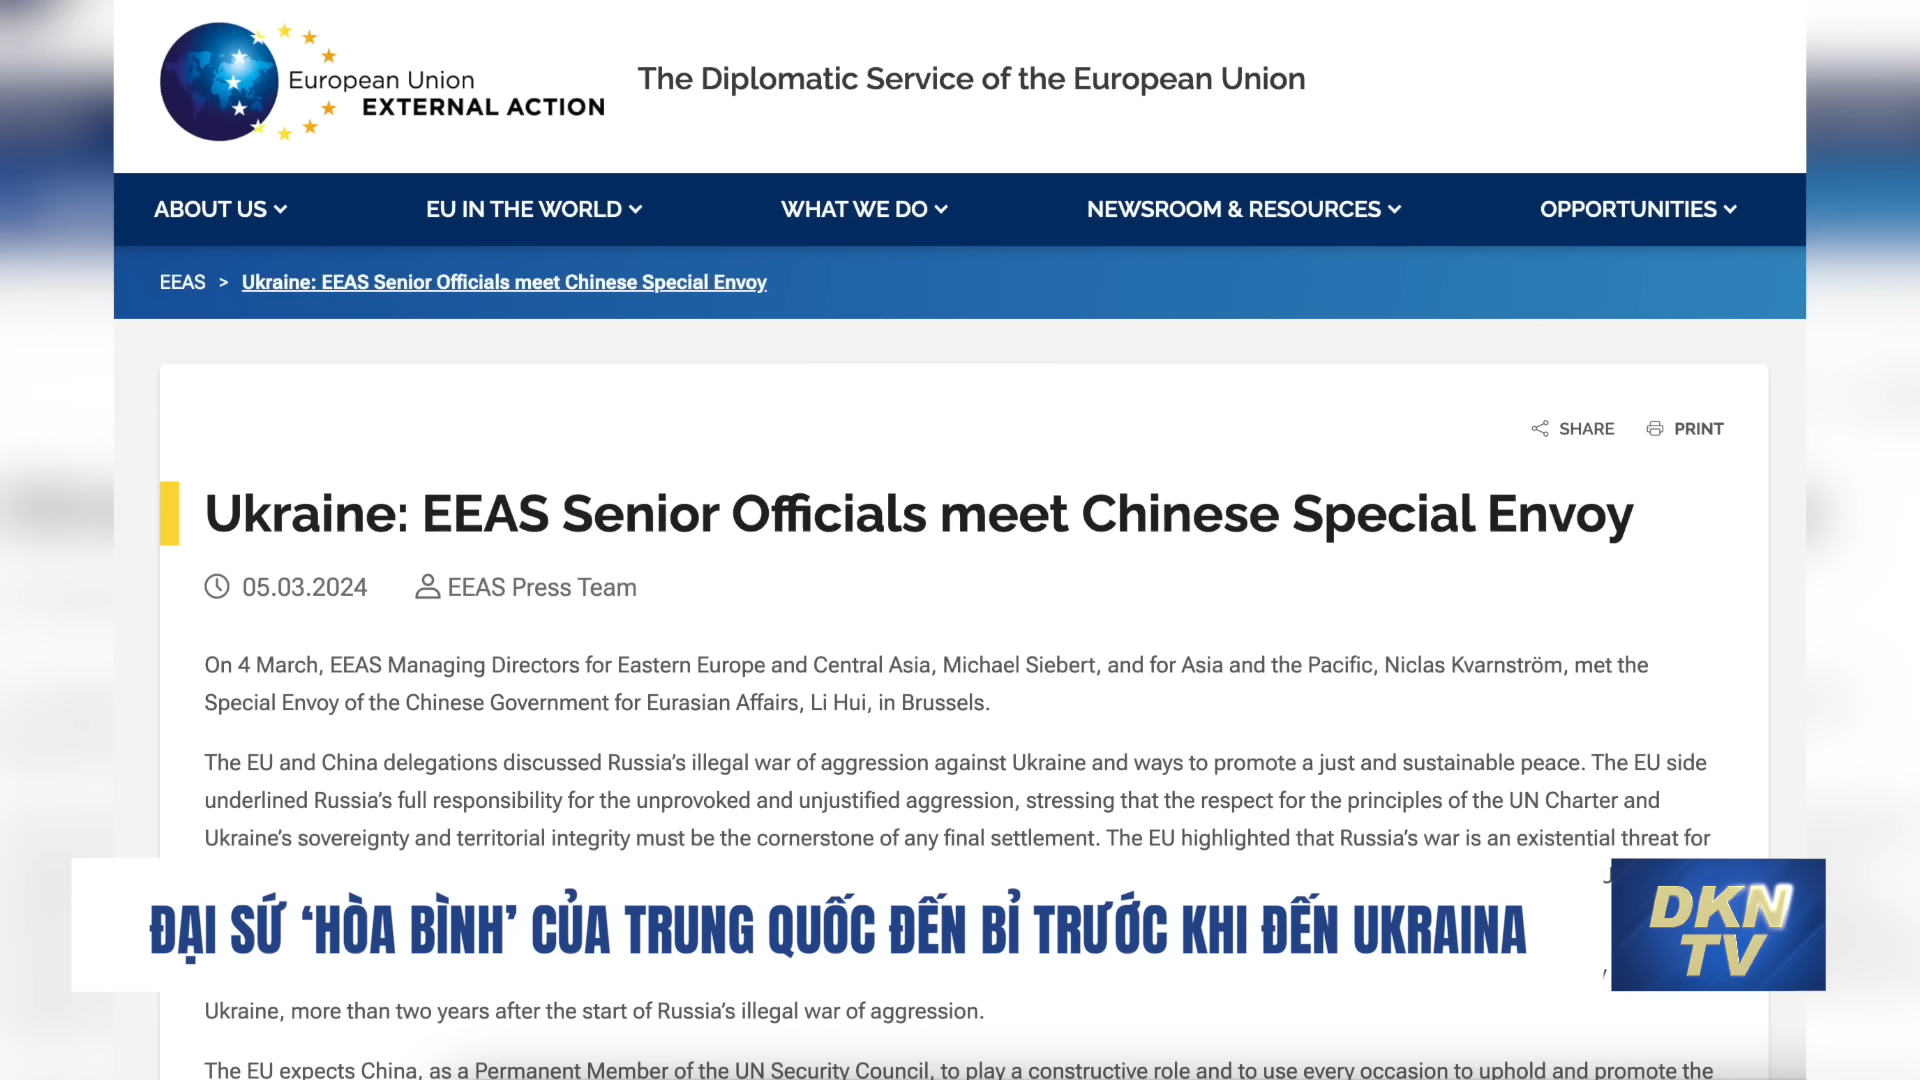 European Union
EXTERNAL ACTION
The Diplomatic Service of the European Union
ABOUT US
EU IN THE WORLD
WHAT WE DO
NEWSROOM & RESOURCES
OPPORTUNITIES
EEAS > Ukraine: EEAS Senior Officials meet Chinese Special Envoy
SHARE
PRINT
Ukraine: EEAS Senior Officials meet Chinese Special Envoy
05.03.2024
EEAS Press Team
On 4 March, EEAS Managing Directors for Eastern Europe and Central Asia, Michael Siebert, and for Asia and the Pacific, Niclas Kvarnström, met the
Special Envoy of the Chinese Government for Eurasian Affairs, Li Hui, in Brussels.
The EU and China delegations discussed Russia’s illegal war of aggression against Ukraine and ways to promote a just and sustainable peace. The EU side
underlined Russia’s full responsibility for the unprovoked and unjustified aggression, stressing that the respect for the principles of the UN Charter and
Ukraine’s sovereignty and territorial integrity must be the cornerstone of any final settlement. The EU highlighted that Russia’s war is an existential threat for
ĐẠI SỨ ‘HÒA BÌNH’ CỦA TRUNG QUỐC ĐẾN BỈ TRƯỚC KHI ĐẾN UKRAINA
DKN
TV
Ukraine, more than two years after the start of Russia’s illegal war of aggression.
The EU expects China, as a Permanent Member of the UN Security Council, to play a constructive role and to use every occasion to uphold and promote the